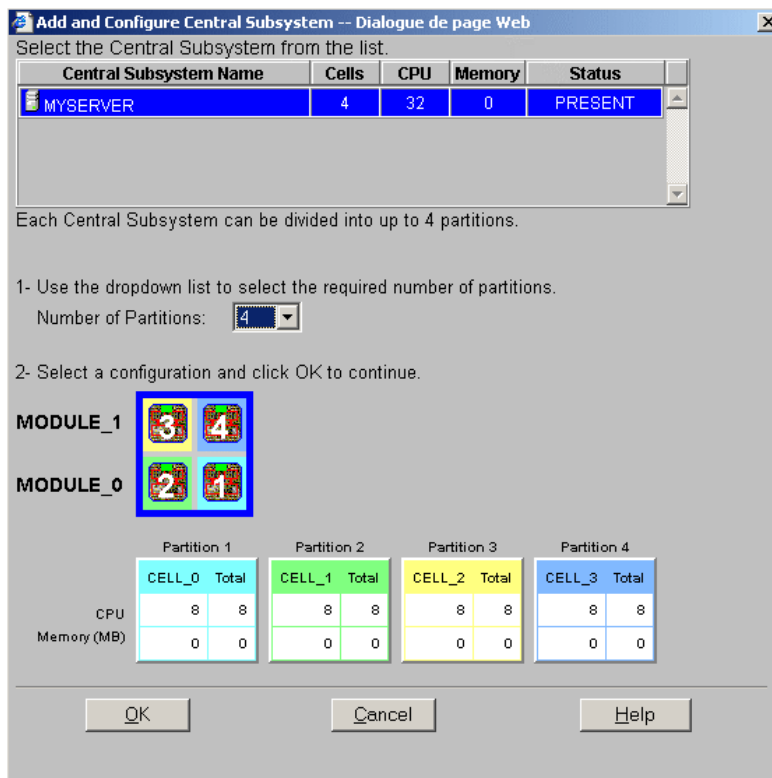 Add and Configure Central Subsystem -- Dialogue de page Web
Select the Central Subsystem from the list.
Central Subsystem Name Cells CPU Memory Status
MYSERVER 4 32 0 PRESENT
Each Central Subsystem can be divided into up to 4 partitions.
1- Use the dropdown list to select the required number of partitions.
Number of Partitions: 4
2- Select a configuration and click OK to continue.
MODULE_1 3 4
MODULE_0 2 1
Partition 1 Partition 2 Partition 3 Partition 4
CELL_0 Total CELL_1 Total CELL_2 Total CELL_3 Total
CPU 8 8 8 8 8 8 8 8
Memory (MB) 0 0 0 0 0 0 0 0
OK Cancel Help